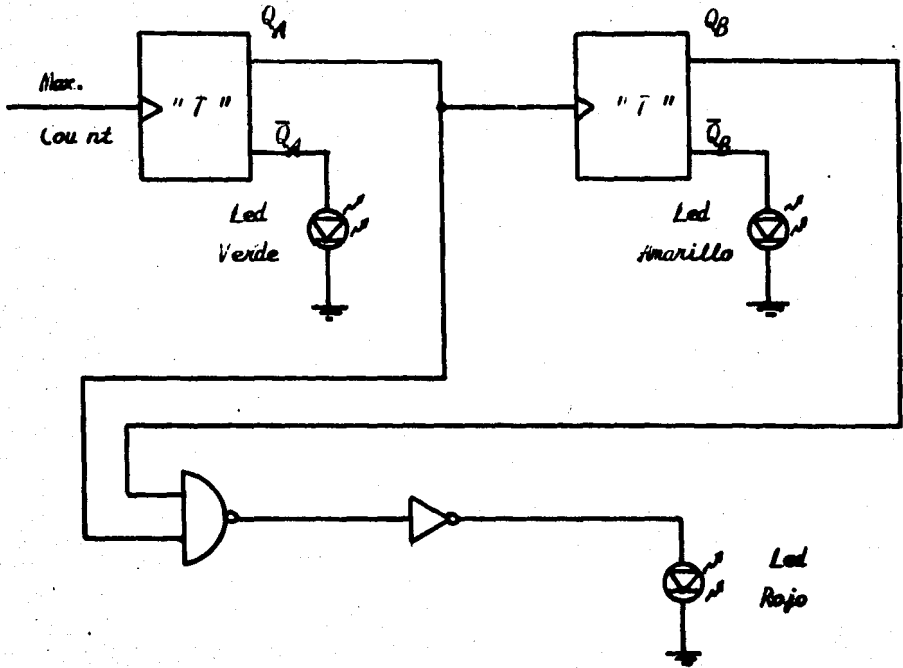 Q_A
Q_B
Max.
Count
"T"
"T"
Q̅_A
Q̅_B
Led
Verde
Led
Amarillo
Led
Rojo